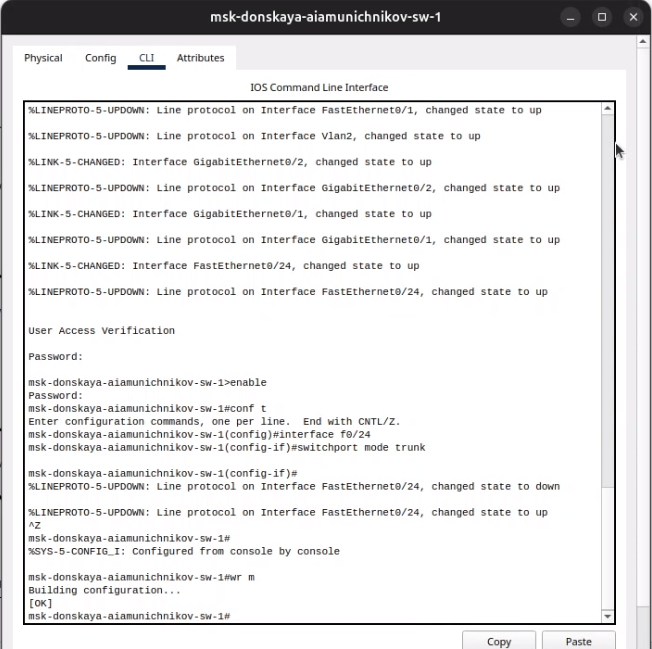 msk-donskaya-aiamunichnikov-sw-1
Physical Config CLI Attributes
IOS Command Line Interface
%LINEPROTO-5-UPDOWN: Line protocol on Interface FastEthernet0/1, changed state to up
%LINEPROTO-5-UPDOWN: Line protocol on Interface Vlan2, changed state to up
%LINK-5-CHANGED: Interface GigabitEthernet0/2, changed state to up
%LINEPROTO-5-UPDOWN: Line protocol on Interface GigabitEthernet0/2, changed state to up
%LINK-5-CHANGED: Interface GigabitEthernet0/1, changed state to up
%LINEPROTO-5-UPDOWN: Line protocol on Interface GigabitEthernet0/1, changed state to up
%LINK-5-CHANGED: Interface FastEthernet0/24, changed state to up
%LINEPROTO-5-UPDOWN: Line protocol on Interface FastEthernet0/24, changed state to up
User Access Verification
Password:
msk-donskaya-aiamunichnikov-sw-1>enable
Password:
msk-donskaya-aiamunichnikov-sw-1#conf t
Enter configuration commands, one per line.  End with CNTL/Z.
msk-donskaya-aiamunichnikov-sw-1(config)#interface f0/24
msk-donskaya-aiamunichnikov-sw-1(config-if)#switchport mode trunk
msk-donskaya-aiamunichnikov-sw-1(config-if)#
%LINEPROTO-5-UPDOWN: Line protocol on Interface FastEthernet0/24, changed state to down
%LINEPROTO-5-UPDOWN: Line protocol on Interface FastEthernet0/24, changed state to up
^Z
msk-donskaya-aiamunichnikov-sw-1#
%SYS-5-CONFIG_I: Configured from console by console
msk-donskaya-aiamunichnikov-sw-1#wr m
Building configuration...
[OK]
msk-donskaya-aiamunichnikov-sw-1#
Copy Paste